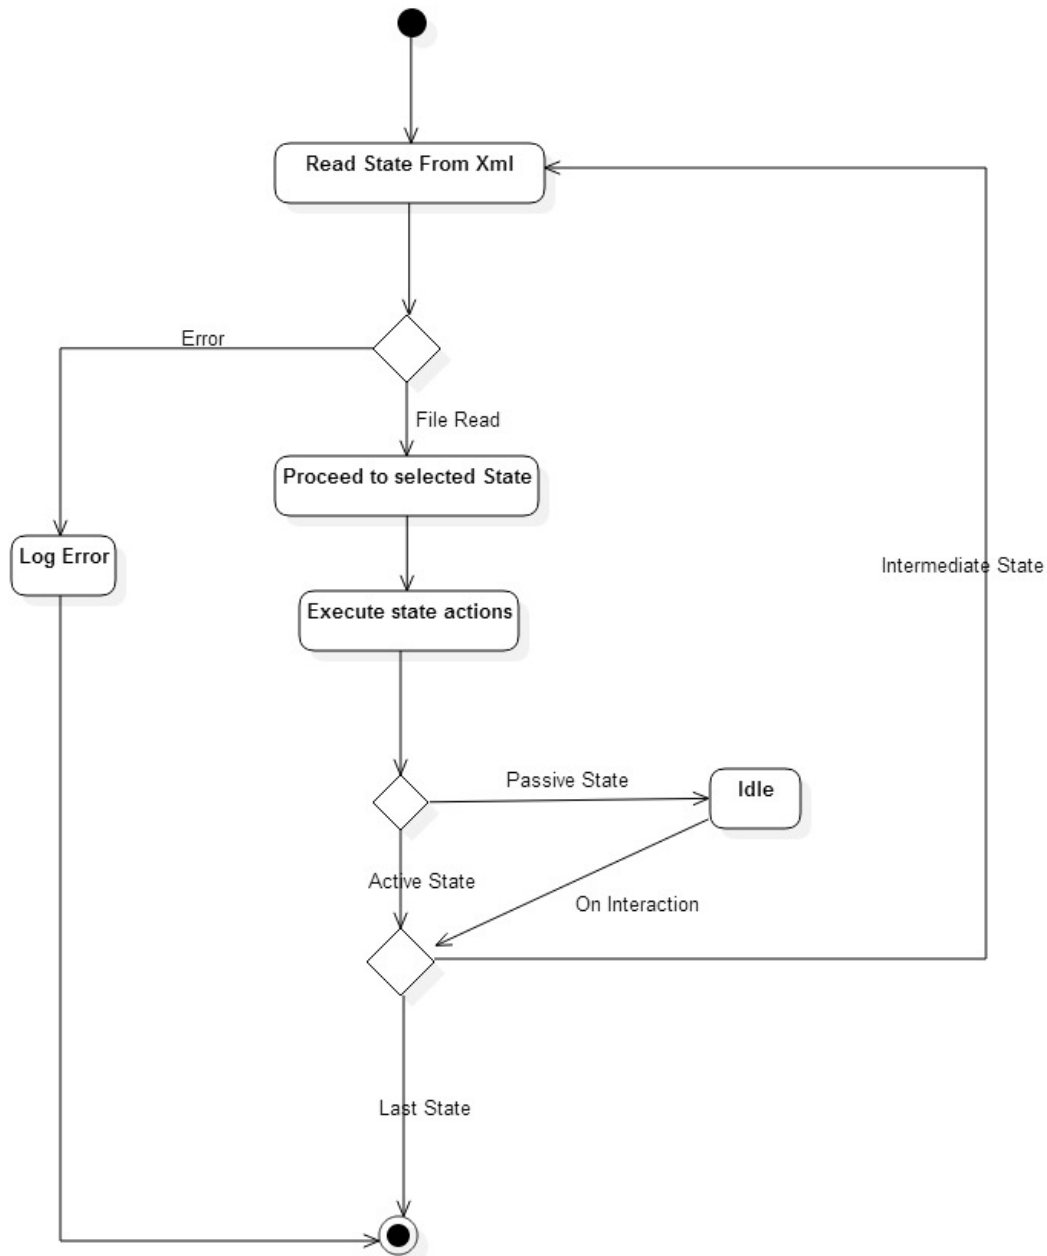 Read State From Xml
Error
File Read
Proceed to selected State
Log Error
Intermediate State
Execute state actions
Passive State
Idle
Active State
On Interaction
Last State